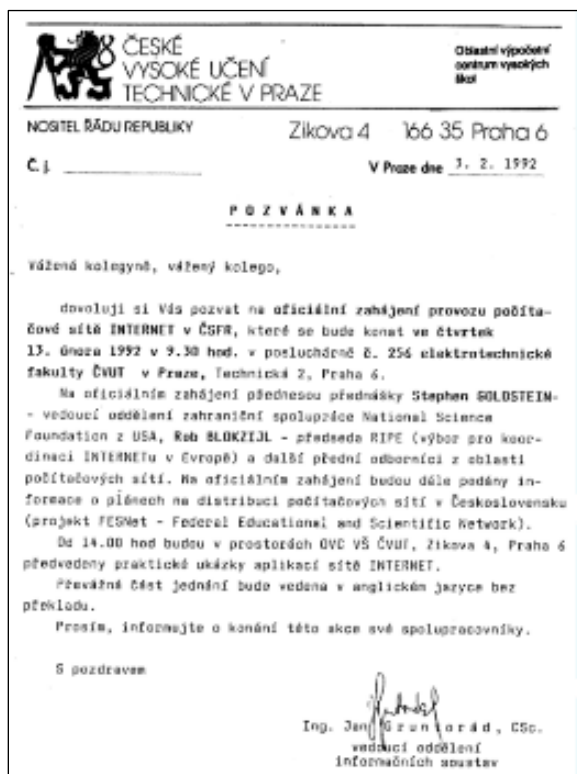 ČESKÉ
VYSOKÉ UČENÍ
TECHNICKÉ V PRAZE
Oblastní výpočetní
centrum vysokých
škol
NOSITEL ŘÁDU REPUBLIKY
Zikova 4 166 35 Praha 6
Č. j.
V Praze dne 3. 2. 1992
POZVÁNKA
Vážená kolegyně, vážený kolego,
dovoluji si Vás pozvat na oficiální zahájení provozu počíta-
čové sítě INTERNET v ČSFR, které se bude konat ve čtvrtek
13. února 1992 v 9.30 hod. v posluchárně č. 256 elektrotechnické
fakulty ČVUT v Praze, Technická 2, Praha 6.
Na oficiálním zahájení přednesou přednášky Stephen GOLDSTEIN-
- vedoucí oddělení zahraniční spolupráce National Science
Foundation z USA, Rob BLOKZIJL - předseda RIPE (výbor pro koor-
dinaci INTERNETu v Evropě) a další přední odborníci z oblasti
počítačových sítí. Na oficiálním zahájení budou dále podány in-
formace o plánech na distribuci počítačových sítí v Československu
(projekt FESNet - Federal Educational and Scientific Network).
Od 14.00 hod budou v prostorách OVC VŠ ČVUT, Zikova 4, Praha 6
předvedeny praktické ukázky aplikací sítě INTERNET.
Převážná část jednání bude vedena v anglickém jazyce bez
překladu.
Prosím, informujte o konání této akce své spolupracovníky.
S pozdravem
Ing. Jan Gruntorád, CSc.
vedoucí oddělení
informačních soustav